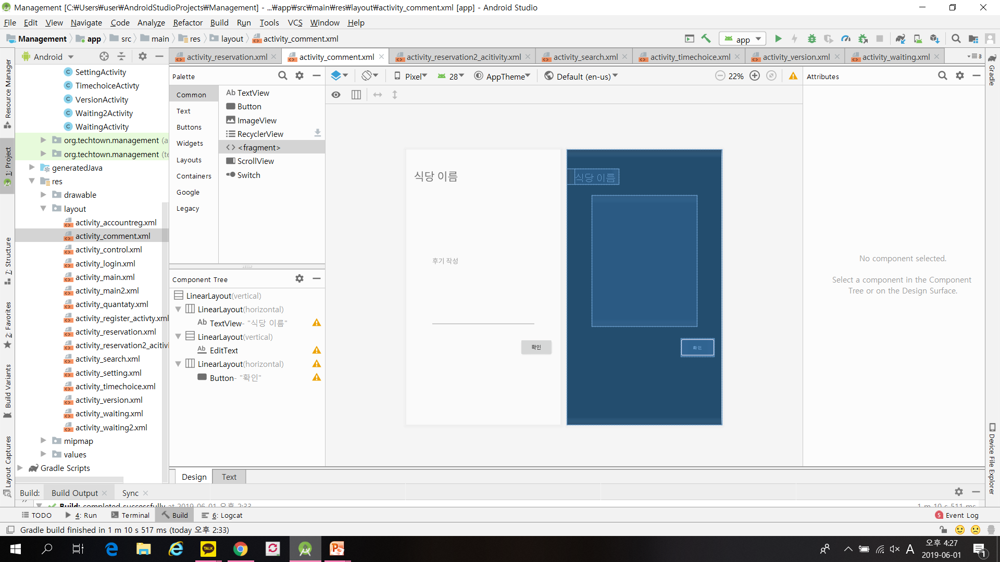 Management [C:₩Users₩user₩AndroidStudioProjects₩Management] - ...₩app₩src₩main₩res₩layout₩activity_comment.xml [app] - Android Studio
File Edit View Navigate Code Analyze Refactor Build Run Tools VCS Window Help
Management app src main res layout activity_comment.xml app
Android
activity_reservation.xml activity_comment.xml activity_reservation2_acitivity.xml activity_search.xml activity_timechoice.xml activity_version.xml activity_waiting.xml 3
Resource Manager
1: Project
7: Structure
2: Favorites
Build Variants
Layout Captures
SettingActivity
TimechoiceActivty
VersionActivity
Waiting2Activity
WaitingActivity
org.techtown.management (a
org.techtown.management (te
generatedJava
res
drawable
layout
activity_accountreg.xml
activity_comment.xml
activity_control.xml
activity_login.xml
activity_main.xml
activity_main2.xml
activity_quantaty.xml
activity_register_activty.xml
activity_reservation.xml
activity_reservation2_acitivi
activity_search.xml
activity_setting.xml
activity_timechoice.xml
activity_version.xml
activity_waiting.xml
activity_waiting2.xml
mipmap
values
Gradle Scripts
Palette
Common
Text
Buttons
Widgets
Layouts
Containers
Google
Legacy
Ab TextView
Button
ImageView
RecyclerView
<fragment>
ScrollView
Switch
Component Tree
LinearLayout(vertical)
LinearLayout(horizontal)
Ab TextView- "식당 이름"
LinearLayout(vertical)
Ab EditText
LinearLayout(horizontal)
Button- "확인"
Pixel 28 AppTheme Default (en-us) 22%
식당 이름
후기 작성
확인
식당 이름
확인
Attributes
No component selected.
Select a component in the Component
Tree or on the Design Surface.
Gradle
Device File Explorer
Design Text
Build: Build Output Sync
Build: completed successfully at 2019-06-01 오후 2:33 1 m 10 s 511 ms
TODO 4: Run Terminal Build 6: Logcat 5 Event Log
Gradle build finished in 1 m 10 s 517 ms (today 오후 2:33)
TALK
A
오후 4:27
2019-06-01
1